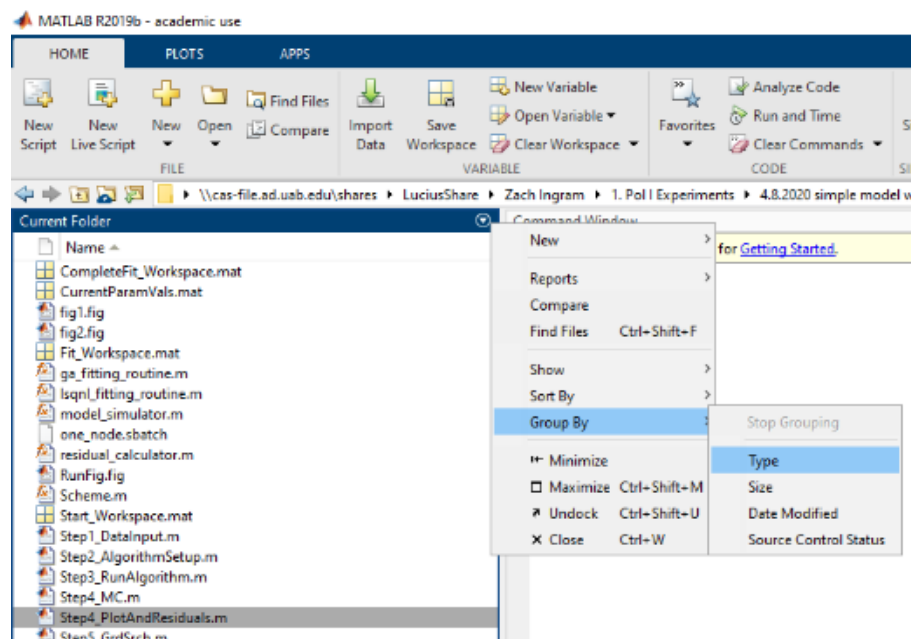 MATLAB R2019b - academic use
HOME PLOTS APPS
New Script
New Live Script
New
Open
Find Files
Compare
FILE
Import Data
Save Workspace
New Variable
Open Variable
Clear Workspace
VARIABLE
Favorites
Analyze Code
Run and Time
Clear Commands
CODE
\\cas-file.ad.uab.edu\shares LuciusShare Zach Ingram 1. Pol I Experiments 4.8.2020 simple model
Current Folder
Command Window
Name
for Getting Started.
CompleteFit_Workspace.mat
CurrentParamVals.mat
fig1.fig
fig2.fig
Fit_Workspace.mat
ga_fitting_routine.m
lsqnl_fitting_routine.m
model_simulator.m
one_node.sbatch
residual_calculator.m
RunFig.fig
Scheme.m
Start_Workspace.mat
Step1_DataInput.m
Step2_AlgorithmSetup.m
Step3_RunAlgorithm.m
Step4_MC.m
Step4_PlotAndResiduals.m
Step5_GrdSrch.m
New
Reports
Compare
Find Files Ctrl+Shift+F
Show
Sort By
Group By
Minimize
Maximize Ctrl+Shift+M
Undock Ctrl+Shift+U
Close Ctrl+W
Stop Grouping
Type
Size
Date Modified
Source Control Status